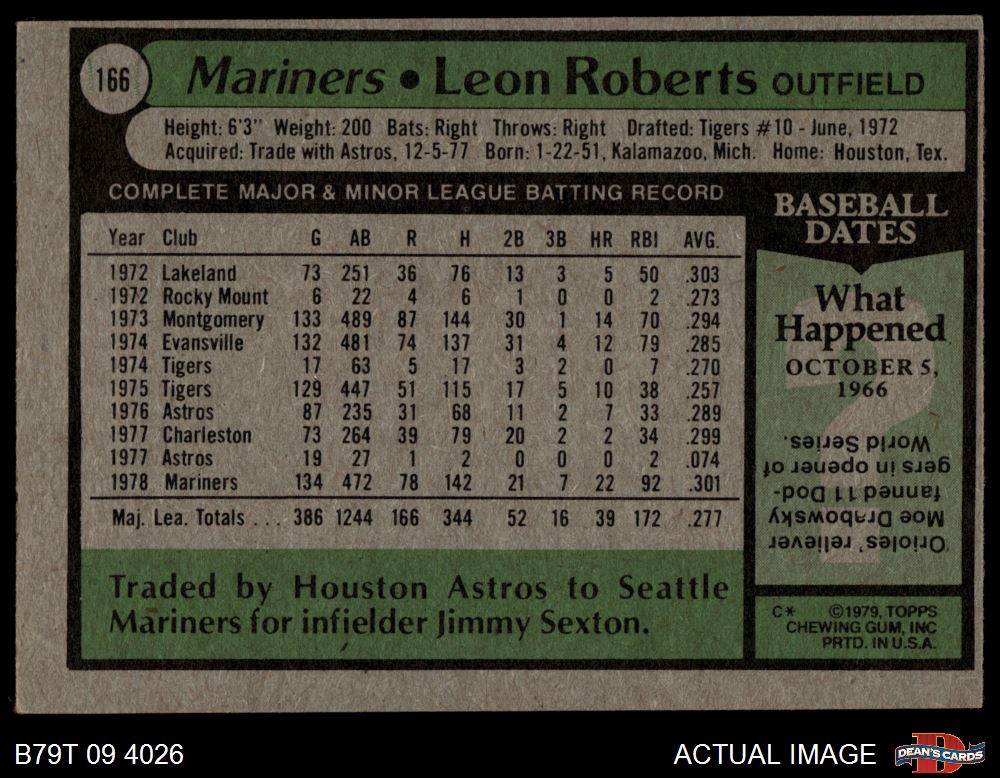 166 Mariners • Leon Roberts OUTFIELD
Height: 6'3" Weight: 200 Bats: Right Throws: Right Drafted: Tigers #10 - June, 1972
Acquired: Trade with Astros, 12-5-77 Born: 1-22-51, Kalamazoo, Mich. Home: Houston, Tex.
COMPLETE MAJOR & MINOR LEAGUE BATTING RECORD
Year Club G AB R H 2B 3B HR RBI AVG.
1972 Lakeland 73 251 36 76 13 3 5 50 .303
1972 Rocky Mount 6 22 4 6 1 0 0 2 .273
1973 Montgomery 133 489 87 144 30 1 14 70 .294
1974 Evansville 132 481 74 137 31 4 12 79 .285
1974 Tigers 17 63 5 17 3 2 0 7 .270
1975 Tigers 129 447 51 115 17 5 10 38 .257
1976 Astros 87 235 31 68 11 2 7 33 .289
1977 Charleston 73 264 39 79 20 2 2 34 .299
1977 Astros 19 27 1 2 0 0 0 2 .074
1978 Mariners 134 472 78 142 21 7 22 92 .301
Maj. Lea. Totals . . . 386 1244 166 344 52 16 39 172 .277
Traded by Houston Astros to Seattle
Mariners for infielder Jimmy Sexton.
BASEBALL
DATES
What
Happened
OCTOBER 5,
1966
Orioles' reliever
Moe Drabowsky
fanned 11 Dod-
gers in opener of
World Series.
C* ©1979, TOPPS
CHEWING GUM, INC
PRTD. IN U.S.A.
B79T 09 4026
ACTUAL IMAGE
DEAN'S CARDS